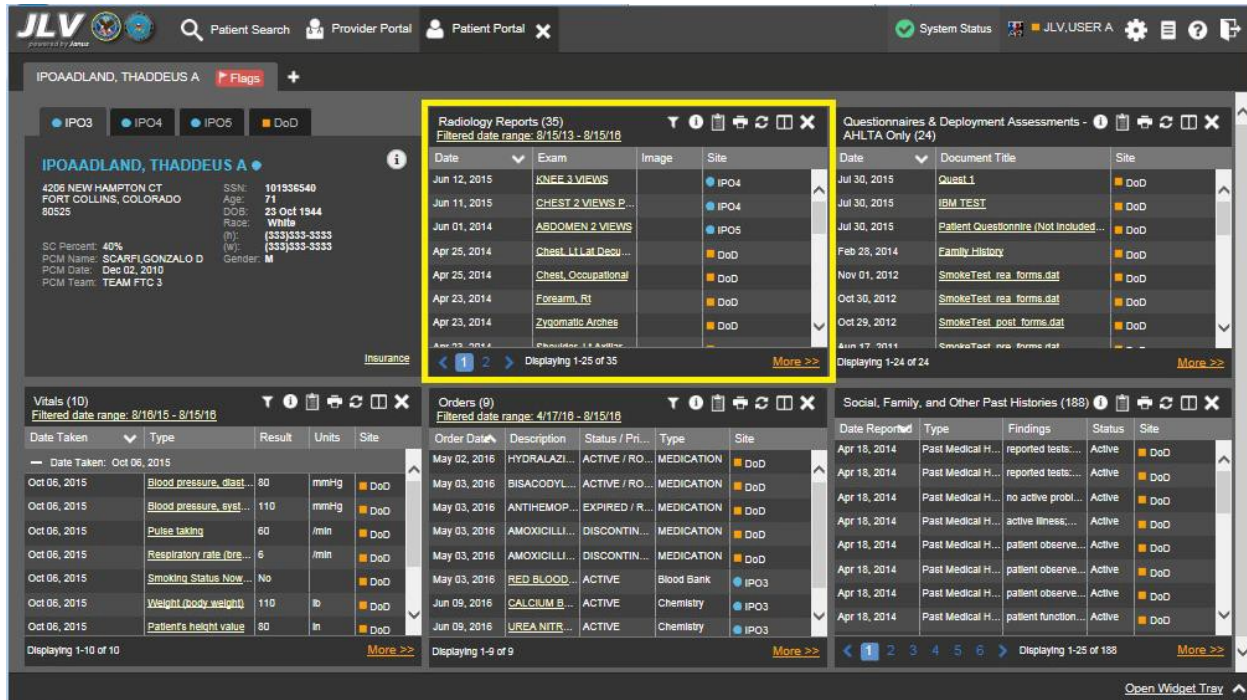 JLV
powered by Janus
Patient Search
Provider Portal
Patient Portal
System Status
JLV,USER A
IPOAADLAND, THADDEUS A
Flags
IPO3 IPO4 IPO5 DoD
IPOAADLAND, THADDEUS A
4206 NEW HAMPTON CT
FORT COLLINS, COLORADO
80525
SSN: 101936540
Age: 71
DOB: 23 Oct 1944
Race: White
(h): (333)333-3333
(w): (333)333-3333
Gender: M
SC Percent: 40%
PCM Name: SCARFI,GONZALO D
PCM Date: Dec 02, 2010
PCM Team: TEAM FTC 3
Insurance
Radiology Reports (35)
Filtered date range: 8/15/13 - 8/15/16
Date Exam Image Site
Jun 12, 2015 KNEE 3 VIEWS IPO4
Jun 11, 2015 CHEST 2 VIEWS P... IPO4
Jun 01, 2014 ABDOMEN 2 VIEWS IPO5
Apr 25, 2014 Chest, Lt Lat Decu... DoD
Apr 25, 2014 Chest, Occupational DoD
Apr 23, 2014 Forearm, Rt DoD
Apr 23, 2014 Zygomatic Arches DoD
Apr 23, 2014 Shoulder, Lt Axillar...
1 2 Displaying 1-25 of 35 More >>
Questionnaires & Deployment Assessments -
AHLTA Only (24)
Date Document Title Site
Jul 30, 2015 Quest 1 DoD
Jul 30, 2015 IBM TEST DoD
Jul 30, 2015 Patient Questionnire (Not Included... DoD
Feb 28, 2014 Family History DoD
Nov 01, 2012 SmokeTest_rea_forms.dat DoD
Oct 30, 2012 SmokeTest_rea_forms.dat DoD
Oct 29, 2012 SmokeTest_post_forms.dat DoD
Aug 17, 2011 SmokeTest_pre_forms.dat
Displaying 1-24 of 24 More >>
Vitals (10)
Filtered date range: 8/16/15 - 8/15/16
Date Taken Type Result Units Site
Date Taken: Oct 06, 2015
Oct 06, 2015 Blood pressure, diast... 80 mmHg DoD
Oct 06, 2015 Blood pressure, syst... 110 mmHg DoD
Oct 06, 2015 Pulse taking 60 /min DoD
Oct 06, 2015 Respiratory rate (bre... 6 /min DoD
Oct 06, 2015 Smoking Status Now... No DoD
Oct 06, 2015 Weight (body weight) 110 lb DoD
Oct 06, 2015 Patient's height value 80 in DoD
Displaying 1-10 of 10 More >>
Orders (9)
Filtered date range: 4/17/16 - 8/15/16
Order Date Description Status / Pri... Type Site
May 02, 2016 HYDRALAZI... ACTIVE / RO... MEDICATION DoD
May 03, 2016 BISACODYL... ACTIVE / RO... MEDICATION DoD
May 03, 2016 ANTIHEMOP... EXPIRED / R... MEDICATION DoD
May 03, 2016 AMOXICILLI... DISCONTIN... MEDICATION DoD
May 03, 2016 AMOXICILLI... DISCONTIN... MEDICATION DoD
May 03, 2016 RED BLOOD... ACTIVE Blood Bank IPO3
Jun 09, 2016 CALCIUM B... ACTIVE Chemistry IPO3
Jun 09, 2016 UREA NITR... ACTIVE Chemistry IPO3
Displaying 1-9 of 9 More >>
Social, Family, and Other Past Histories (188)
Date Reported Type Findings Status Site
Apr 18, 2014 Past Medical H... reported tests:... Active DoD
Apr 18, 2014 Past Medical H... reported tests:... Active DoD
Apr 18, 2014 Past Medical H... no active probl... Active DoD
Apr 18, 2014 Past Medical H... active illness;... Active DoD
Apr 18, 2014 Past Medical H... patient observe... Active DoD
Apr 18, 2014 Past Medical H... patient observe... Active DoD
Apr 18, 2014 Past Medical H... patient observe... Active DoD
Apr 18, 2014 Past Medical H... patient function... Active DoD
1 2 3 4 5 6 Displaying 1-25 of 188 More >>
Open Widget Tray